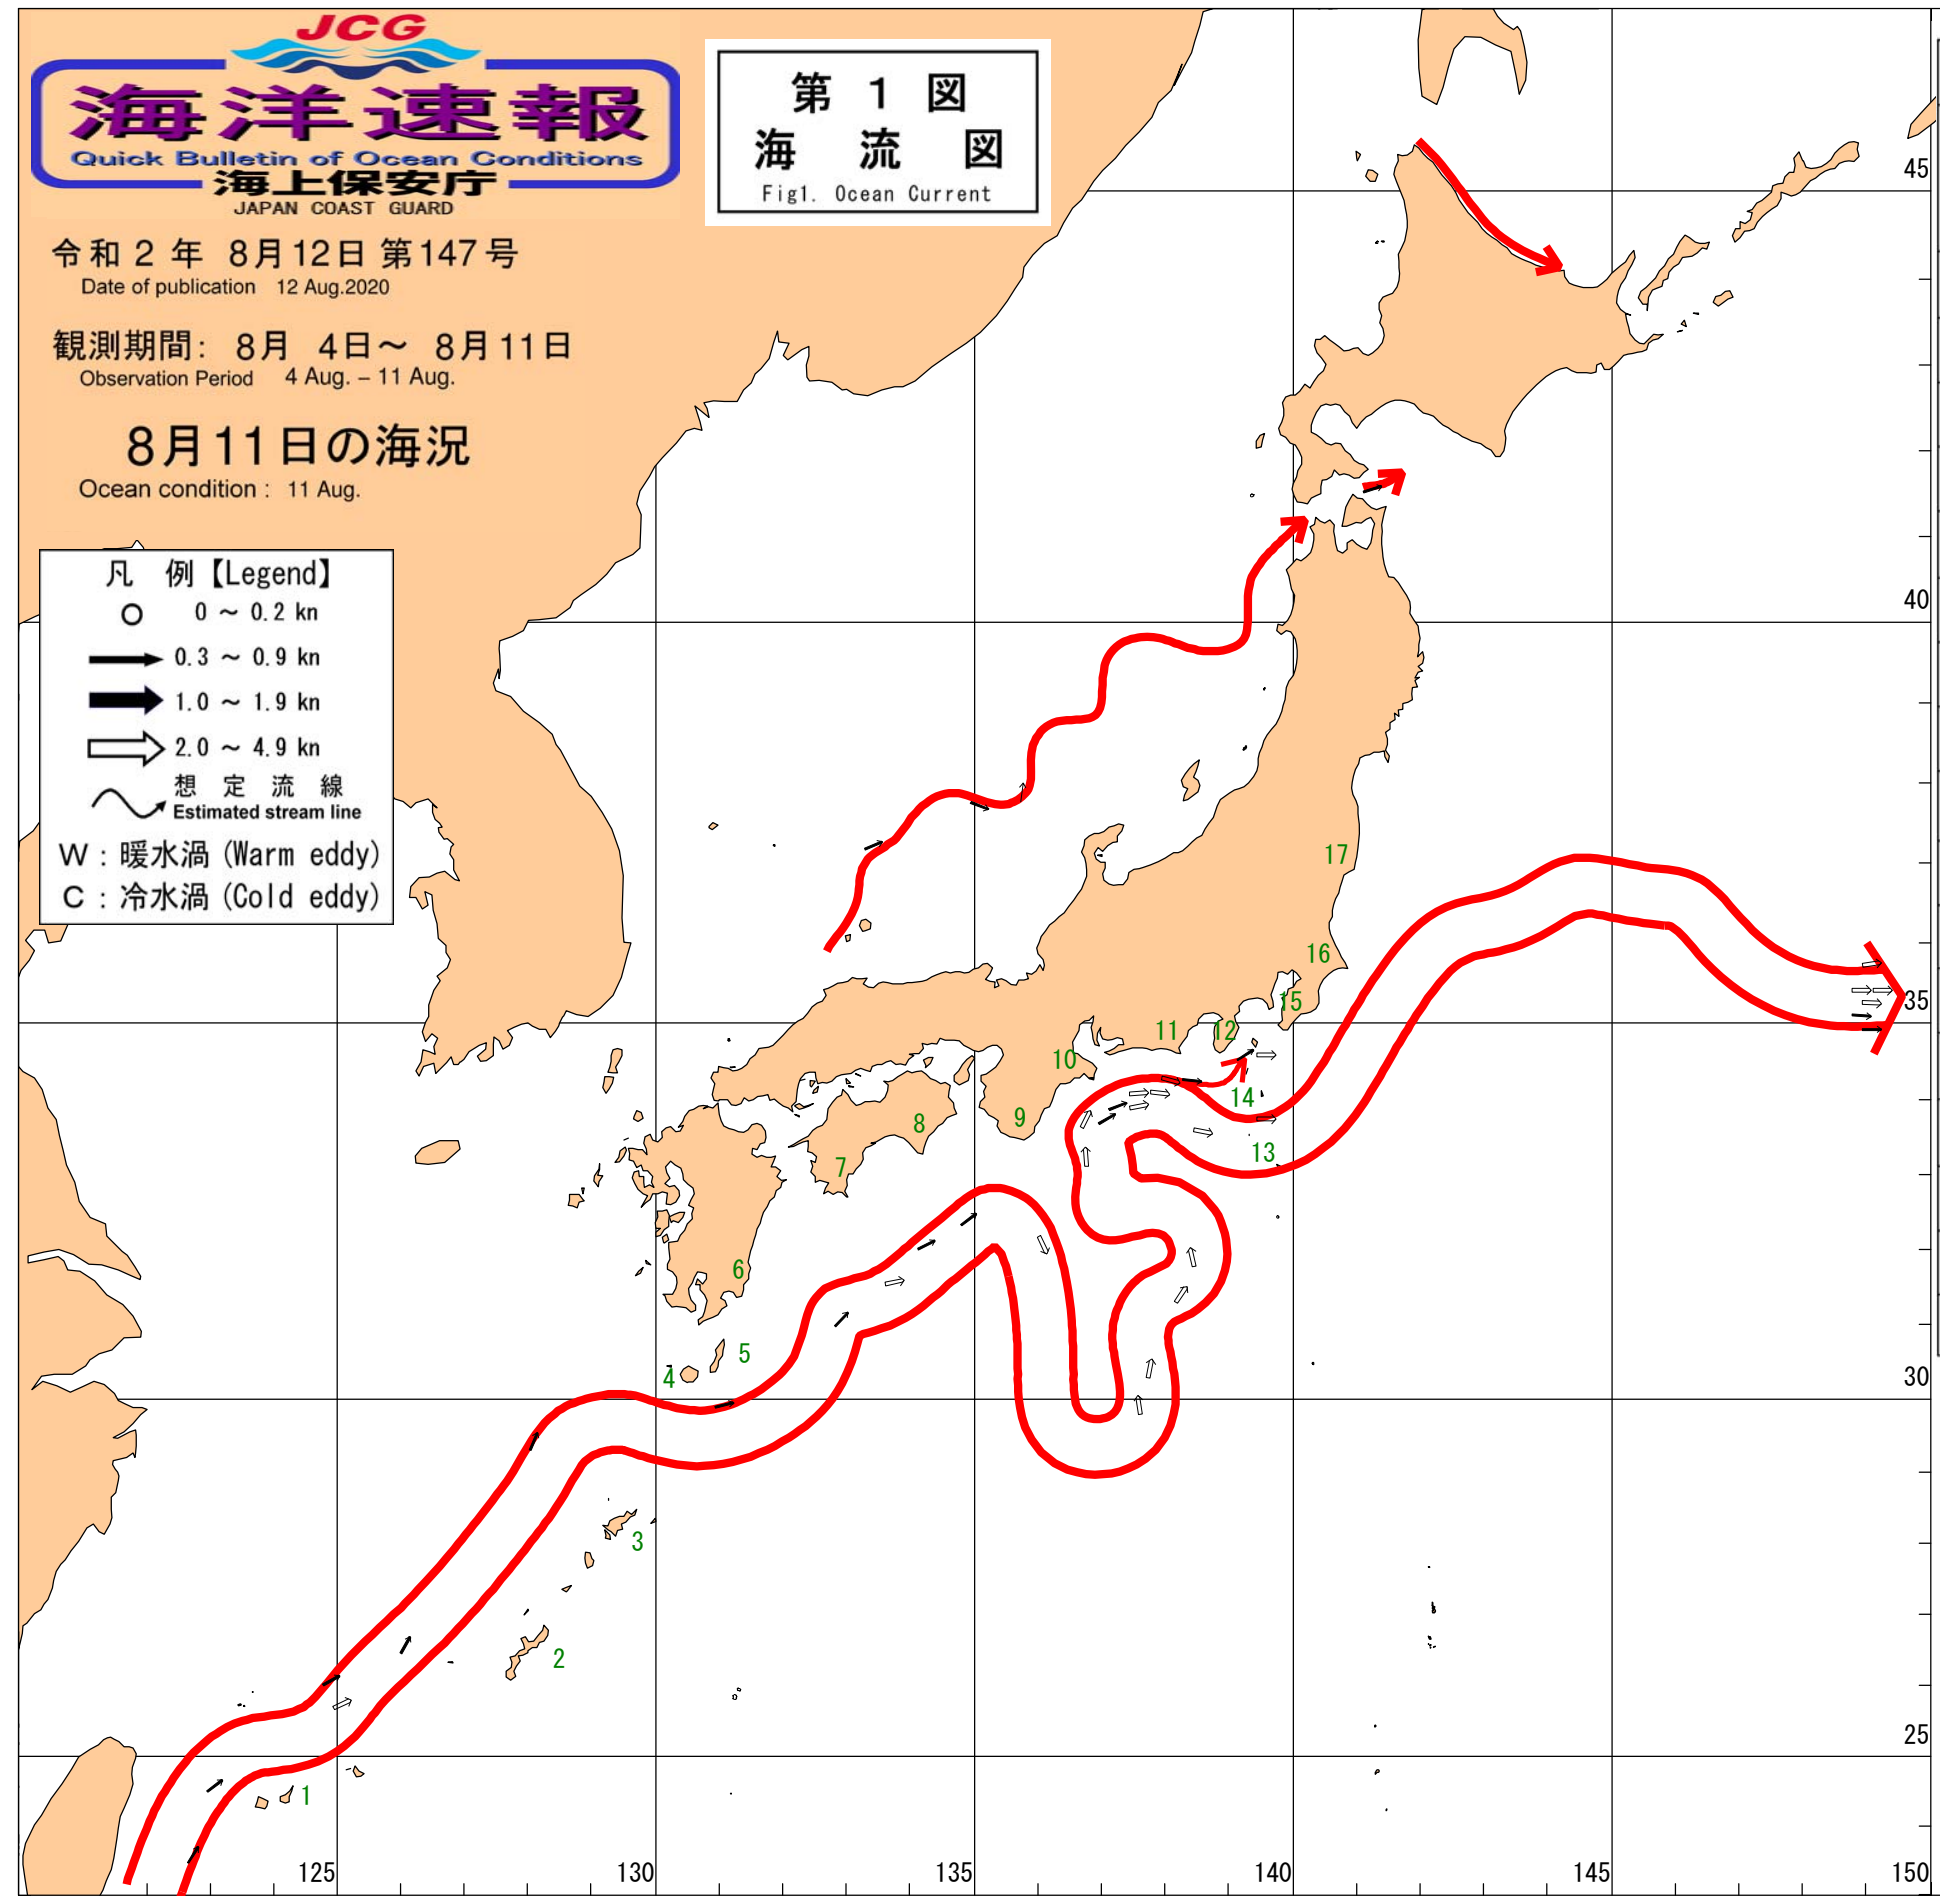 JCG
海洋速報
Quick Bulletin of Ocean Conditions
海上保安庁
JAPAN COAST GUARD
第 1 図
海 流 図
Fig1. Ocean Current
令和 2 年 8月12日 第147号
Date of publication 12 Aug.2020
観測期間: 8月 4日～ 8月11日
Observation Period 4 Aug. – 11 Aug.
8月11日の海況
Ocean condition : 11 Aug.
凡 例【Legend】
0 ～ 0.2 kn
0.3 ～ 0.9 kn
1.0 ～ 1.9 kn
2.0 ～ 4.9 kn
想 定 流 線
Estimated stream line
W : 暖水渦 (Warm eddy)
C : 冷水渦 (Cold eddy)
45
40
35
30
25
17
16
15
12
11
10
14
13
9
8
7
6
5
4
3
2
1
125
130
135
140
145
150